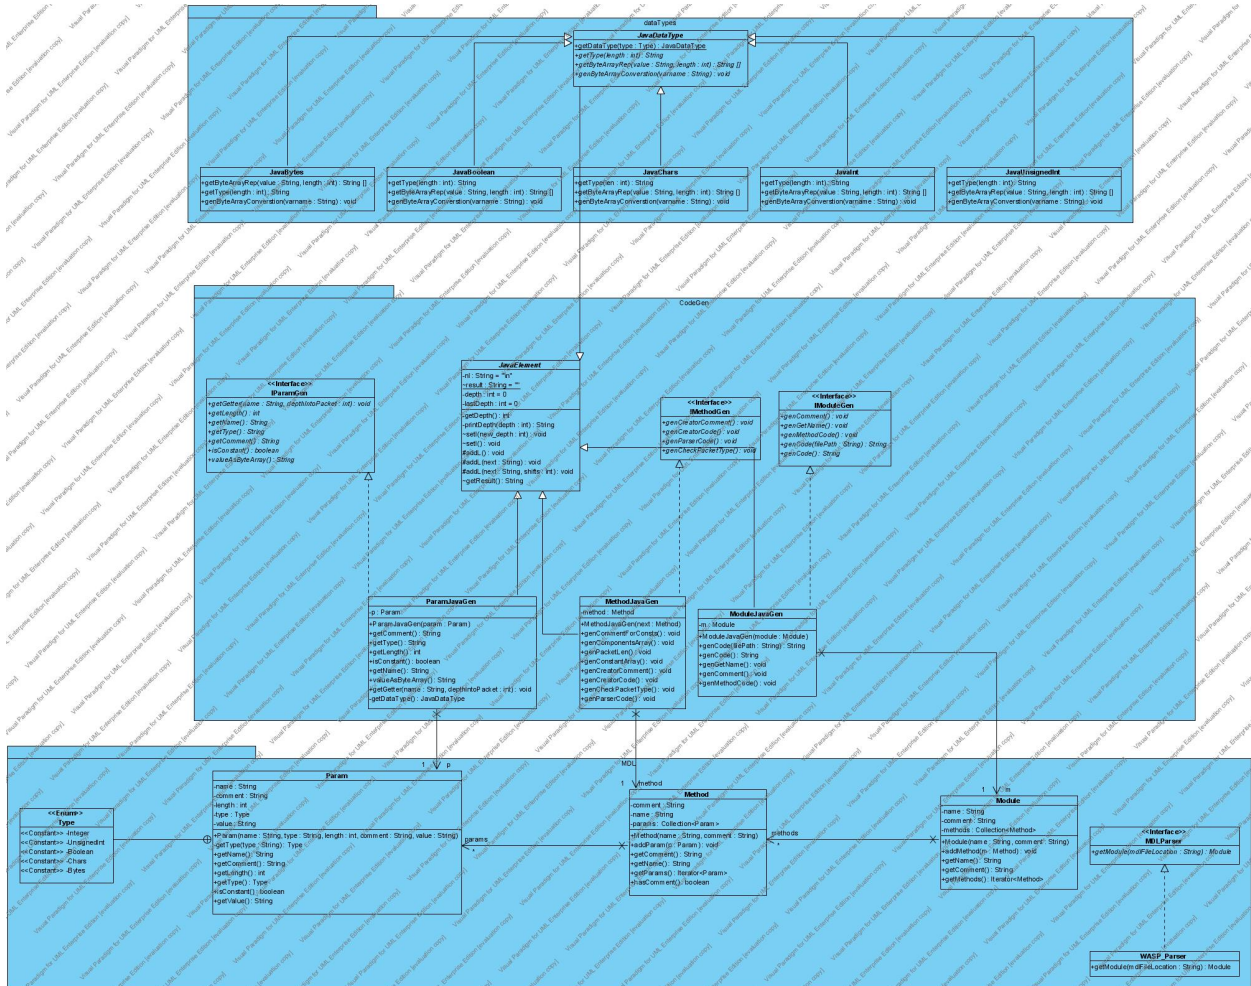 dataTypes
JavaDataType
+getDataType(type : Type) : JavaDataType
+getType(length : int) : String
+getByteArrayRep(value : String, length : int) : String []
+genByteArrayConverstion(varname : String) : void
JavaBytes
+getByteArrayRep(value : String, length : int) : String []
+getType(length : int) : String
+genByteArrayConverstion(varname : String) : void
JavaBoolean
+getType(length : int) : String
+getByteArrayRep(value : String, length : int) : String []
+genByteArrayConverstion(varname : String) : void
JavaChars
+getType(len : int) : String
+getByteArrayRep(value : String, length : int) : String []
+genByteArrayConverstion(varname : String) : void
JavaInt
+getType(length : int) : String
+getByteArrayRep(value : String, length : int) : String []
+genByteArrayConverstion(varname : String) : void
JavaUnsignedInt
+getType(length : int) : String
+getByteArrayRep(value : String, length : int) : String []
+genByteArrayConverstion(varname : String) : void
CodeGen
<<Interface>>
IParamGen
+getGetter(name : String, depthIntoPacket : int) : void
+getLength() : int
+getName() : String
+getType() : String
+getComment() : String
+isConstant() : boolean
+valueAsByteArray() : String
JavaElement
-nl : String = "\n"
~result : String = ""
-depth : int = 0
-lastDepth : int = 0
-getDepth() : int
-printDepth(depth : int) : String
~set(new_depth : int) : void
~set() : void
#addL() : void
#addL(next : String) : void
#addL(next : String, shifts : int) : void
~getResult() : String
<<Interface>>
IMethodGen
+genCreatorComment() : void
+genCreatorCode() : void
+genParserCode() : void
+genCheckPacketType() : void
<<Interface>>
IModuleGen
+genComment() : void
+genGetName() : void
+genMethodCode() : void
+genCode(filePath : String) : String
+genCode() : String
ParamJavaGen
-p : Param
+ParamJavaGen(param : Param)
+getComment() : String
+getType() : String
+getLength() : int
+isConstant() : boolean
+getName() : String
+valueAsByteArray() : String
+getGetter(name : String, depthIntoPacket : int) : void
-getDataType() : JavaDataType
MethodJavaGen
-method : Method
+MethodJavaGen(next : Method)
+genCommentForConsts() : void
+genComponentsArray() : void
+genPacketLen() : void
+genConstantArray() : void
+genCreatorComment() : void
+genCreatorCode() : void
+genCheckPacketType() : void
+genParserCode() : void
ModuleJavaGen
-m : Module
+ModuleJavaGen(module : Module)
+genCode(filePath : String) : String
+genCode() : String
+genGetName() : void
+genComment() : void
+genMethodCode() : void
MDL
1 p
1 method
1 m
<<Enum>>
Type
<<Constant>> -Integer
<<Constant>> -UnsignedInt
<<Constant>> -Boolean
<<Constant>> -Chars
<<Constant>> -Bytes
Param
-name : String
-comment : String
-length : int
-type : Type
-value : String
+Param(name : String, type : String, length : int, comment : String, value : String)
-getType(type : String) : Type
+getName() : String
+getComment() : String
+getLength() : int
+getType() : Type
+isConstant() : boolean
+getValue() : String
params
*
Method
-comment : String
-name : String
-params : Collection<Param>
+Method(name : String, comment : String)
+addParam(p : Param) : void
+getComment() : String
+getName() : String
+getParams() : Iterator<Param>
+hasComment() : boolean
methods
*
Module
-name : String
-comment : String
-methods : Collection<Method>
+Module(name : String, comment : String)
+addMethod(m : Method) : void
+getName() : String
+getComment() : String
+getMethods() : Iterator<Method>
<<Interface>>
MDLParser
+getModule(mdlFileLocation : String) : Module
WASP_Parser
+getModule(mdFileLocation : String) : Module
Visual Paradigm for UML Enterprise Edition [evaluation copy]